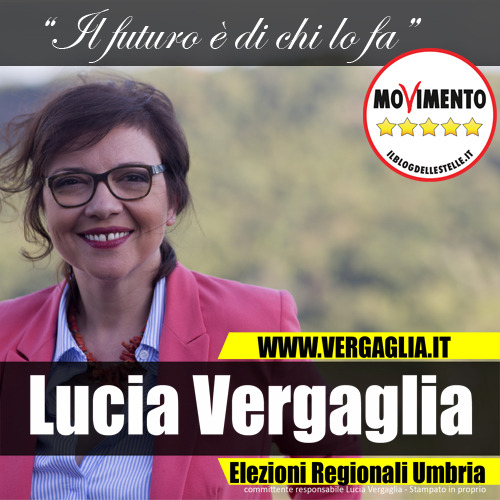 “Il futuro è di chi lo fa”
MOVIMENTO
ILBLOGDELLESTELLE.IT
WWW.VERGAGLIA.IT
Lucia Vergaglia
Elezioni Regionali Umbria
committente responsabile Lucia Vergaglia - Stampato in proprio